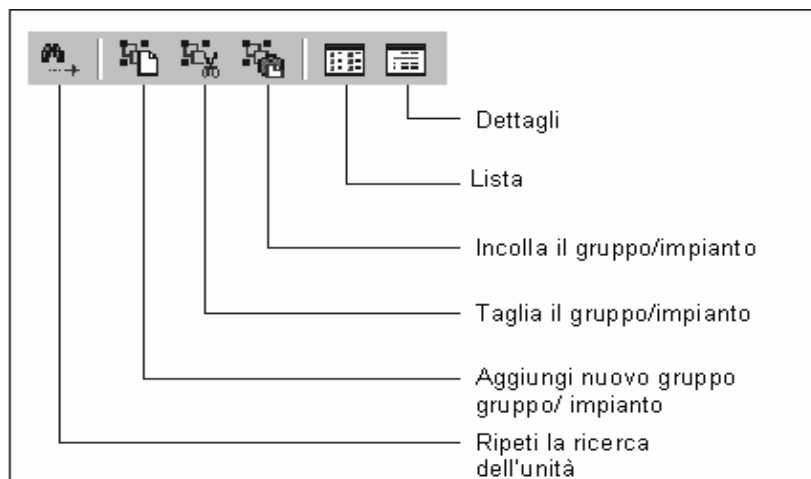 Dettagli
Lista
Incolla il gruppo/impianto
Taglia il gruppo/impianto
Aggiungi nuovo gruppo
gruppo/ impianto
Ripeti la ricerca
dell'unità